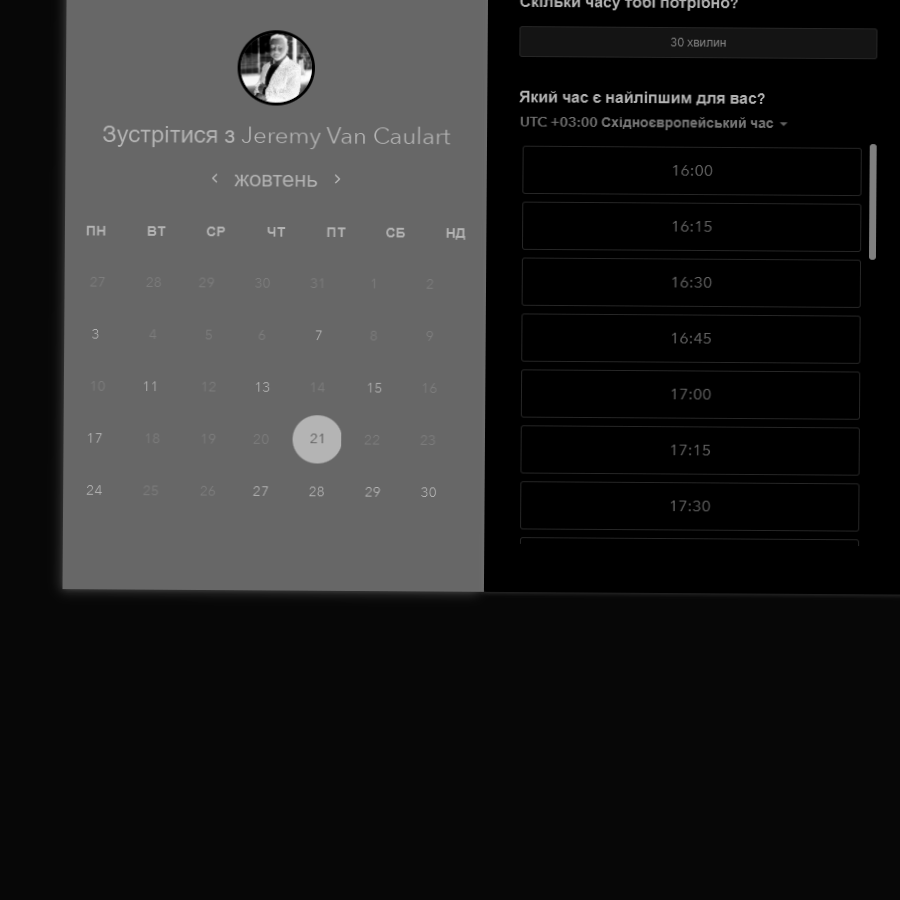 Зустрітися з Jeremy Van Caulart
‹ жовтень ›
ПН ВТ СР ЧТ ПТ СБ НД
27 28 29 30 31 1 2
3 4 5 6 7 8 9
10 11 12 13 14 15 16
17 18 19 20 21 22 23
24 25 26 27 28 29 30
Скільки часу тобі потрібно?
30 хвилин
Який час є найліпшим для вас?
UTC +03:00 Східноєвропейський час
16:00
16:15
16:30
16:45
17:00
17:15
17:30